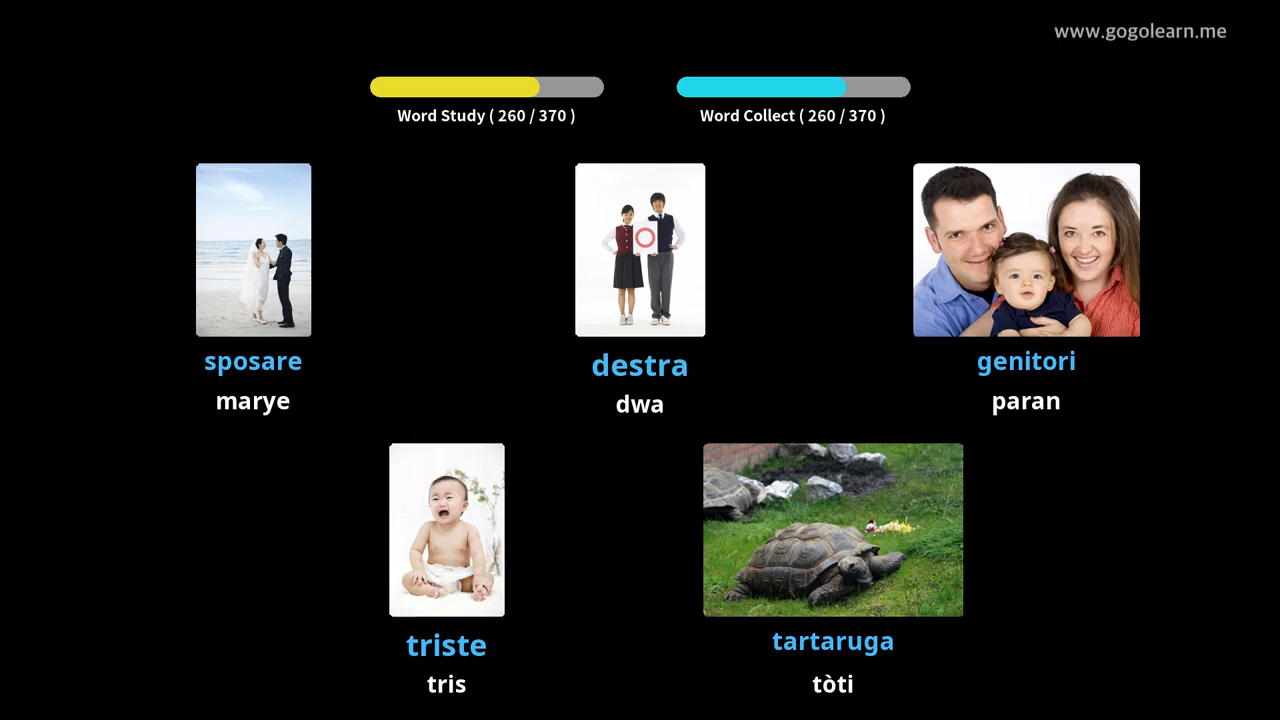 www.gogolearn.me
Word Study ( 260 / 370 )
Word Collect ( 260 / 370 )
sposare
marye
destra
dwa
genitori
paran
triste
tris
tartaruga
tòti